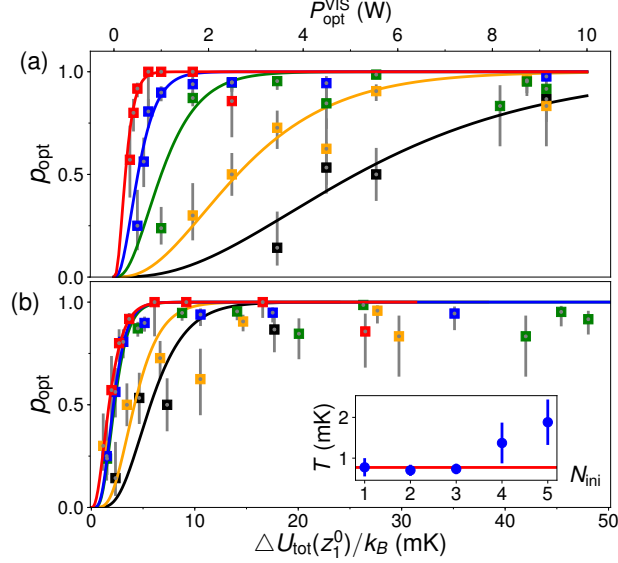 P_opt^VIS (W)
0 2 4 6 8 10
(a)
1.0
0.5
0.0
p_opt
(b)
1.0
0.5
0.0
p_opt
T (mK)
2
1
1 2 3 4 5
N_ini
0 10 20 30 40 50
△U_tot(z_1^0)/k_B (mK)